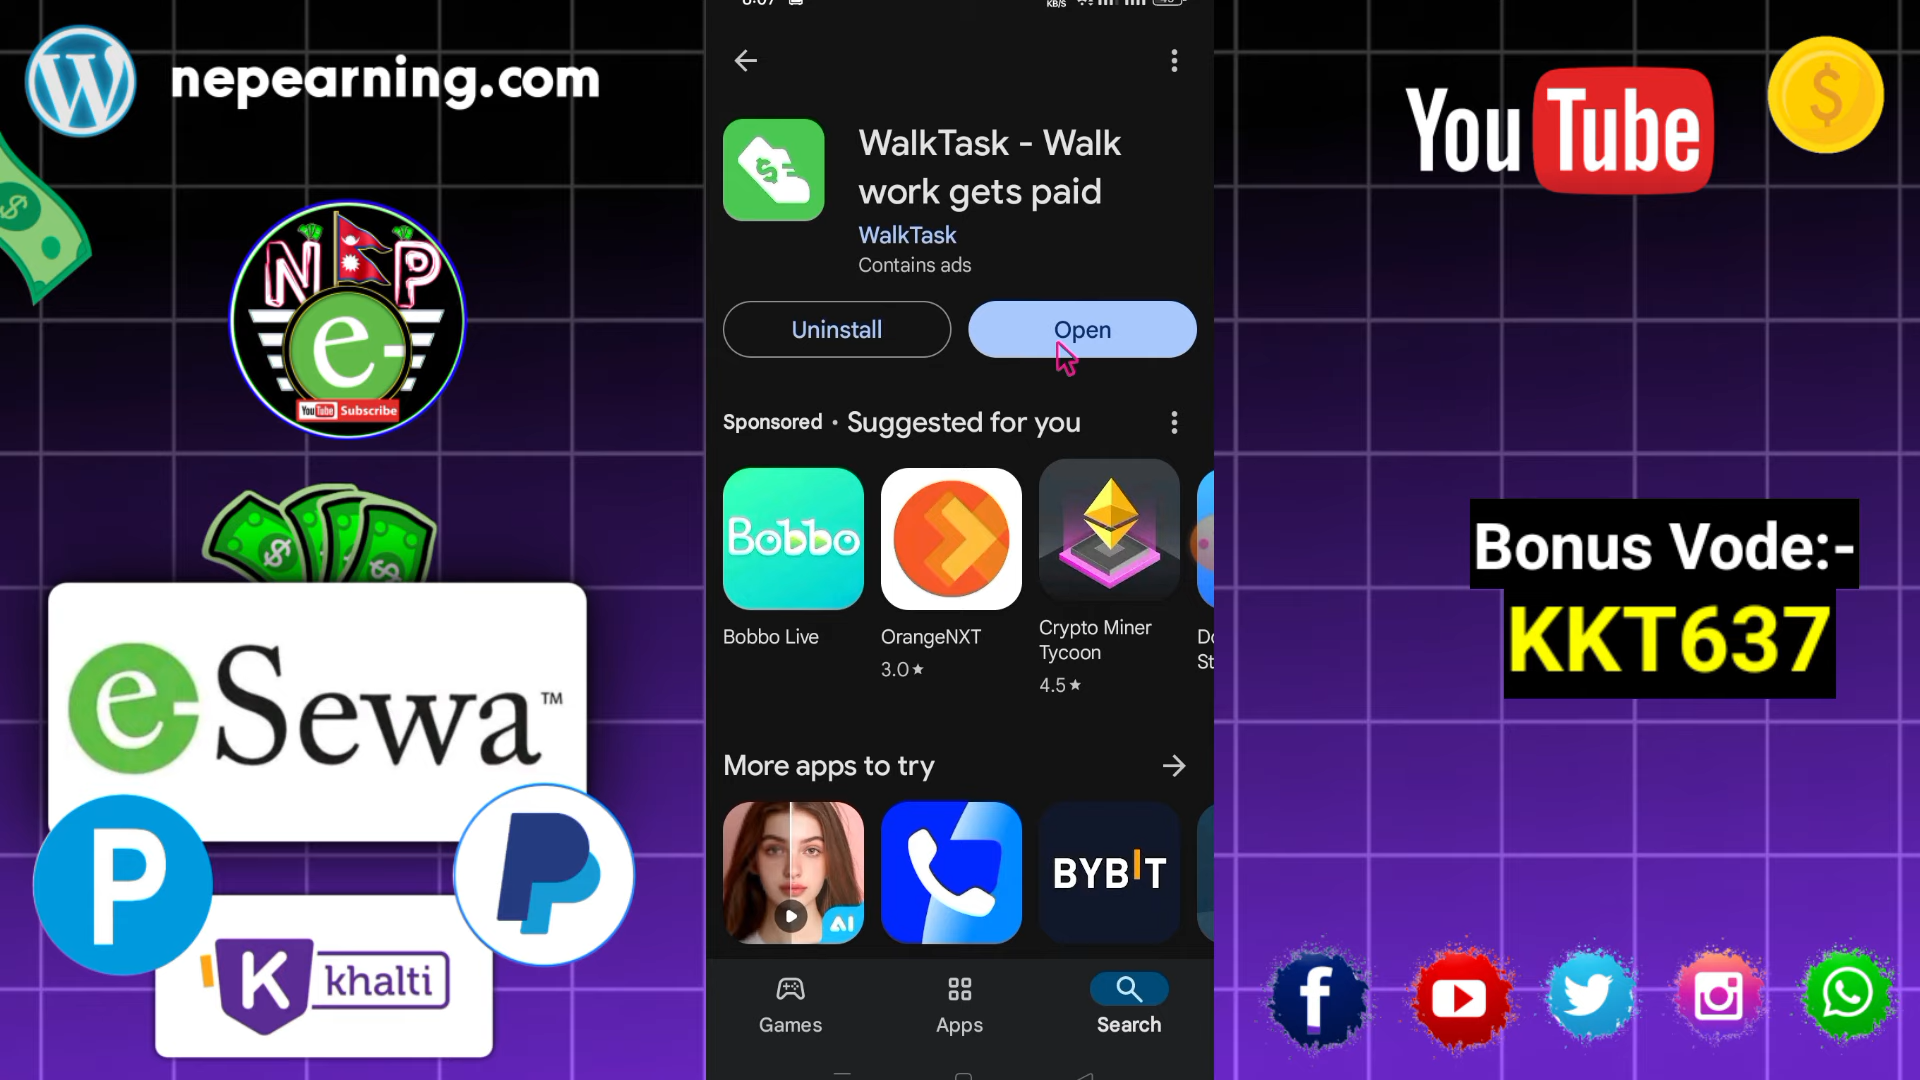 nepearning.com
YouTube
NEP
e-
YouTube Subscribe
e-Sewa™
P
P
K khalti
WalkTask - Walk
work gets paid
WalkTask
Contains ads
Uninstall
Open
Sponsored • Suggested for you
Bobbo
Bobbo Live
OrangeNXT
3.0★
Crypto Miner
Tycoon
4.5★
More apps to try
AI
BYBIT
Games
Apps
Search
Bonus Vode:-
KKT637